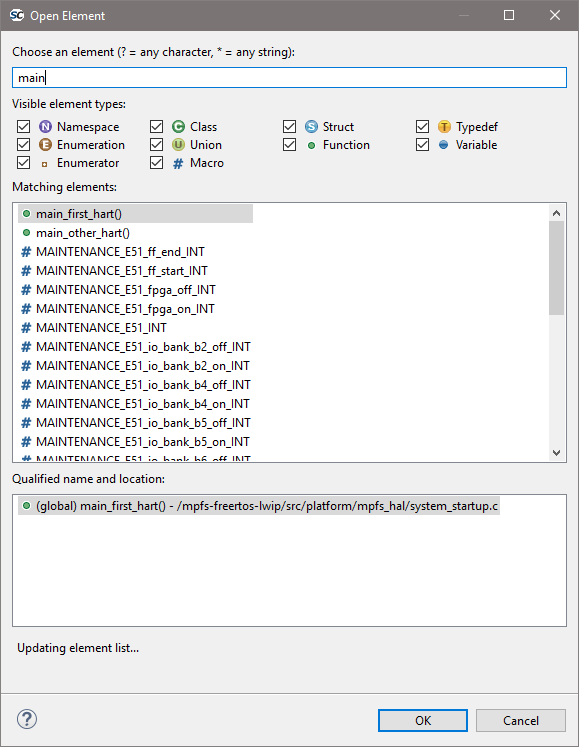 SC Open Element
Choose an element (? = any character, * = any string):
main
Visible element types:
N Namespace C Class S Struct T Typedef
E Enumeration U Union Function Variable
Enumerator # Macro
Matching elements:
main_first_hart()
main_other_hart()
# MAINTENANCE_E51_ff_end_INT
# MAINTENANCE_E51_ff_start_INT
# MAINTENANCE_E51_fpga_off_INT
# MAINTENANCE_E51_fpga_on_INT
# MAINTENANCE_E51_INT
# MAINTENANCE_E51_io_bank_b2_off_INT
# MAINTENANCE_E51_io_bank_b2_on_INT
# MAINTENANCE_E51_io_bank_b4_off_INT
# MAINTENANCE_E51_io_bank_b4_on_INT
# MAINTENANCE_E51_io_bank_b5_off_INT
# MAINTENANCE_E51_io_bank_b5_on_INT
# MAINTENANCE_E51_io_bank_b6_off_INT
Qualified name and location:
(global) main_first_hart() - /mpfs-freertos-lwip/src/platform/mpfs_hal/system_startup.c
Updating element list...
? OK Cancel